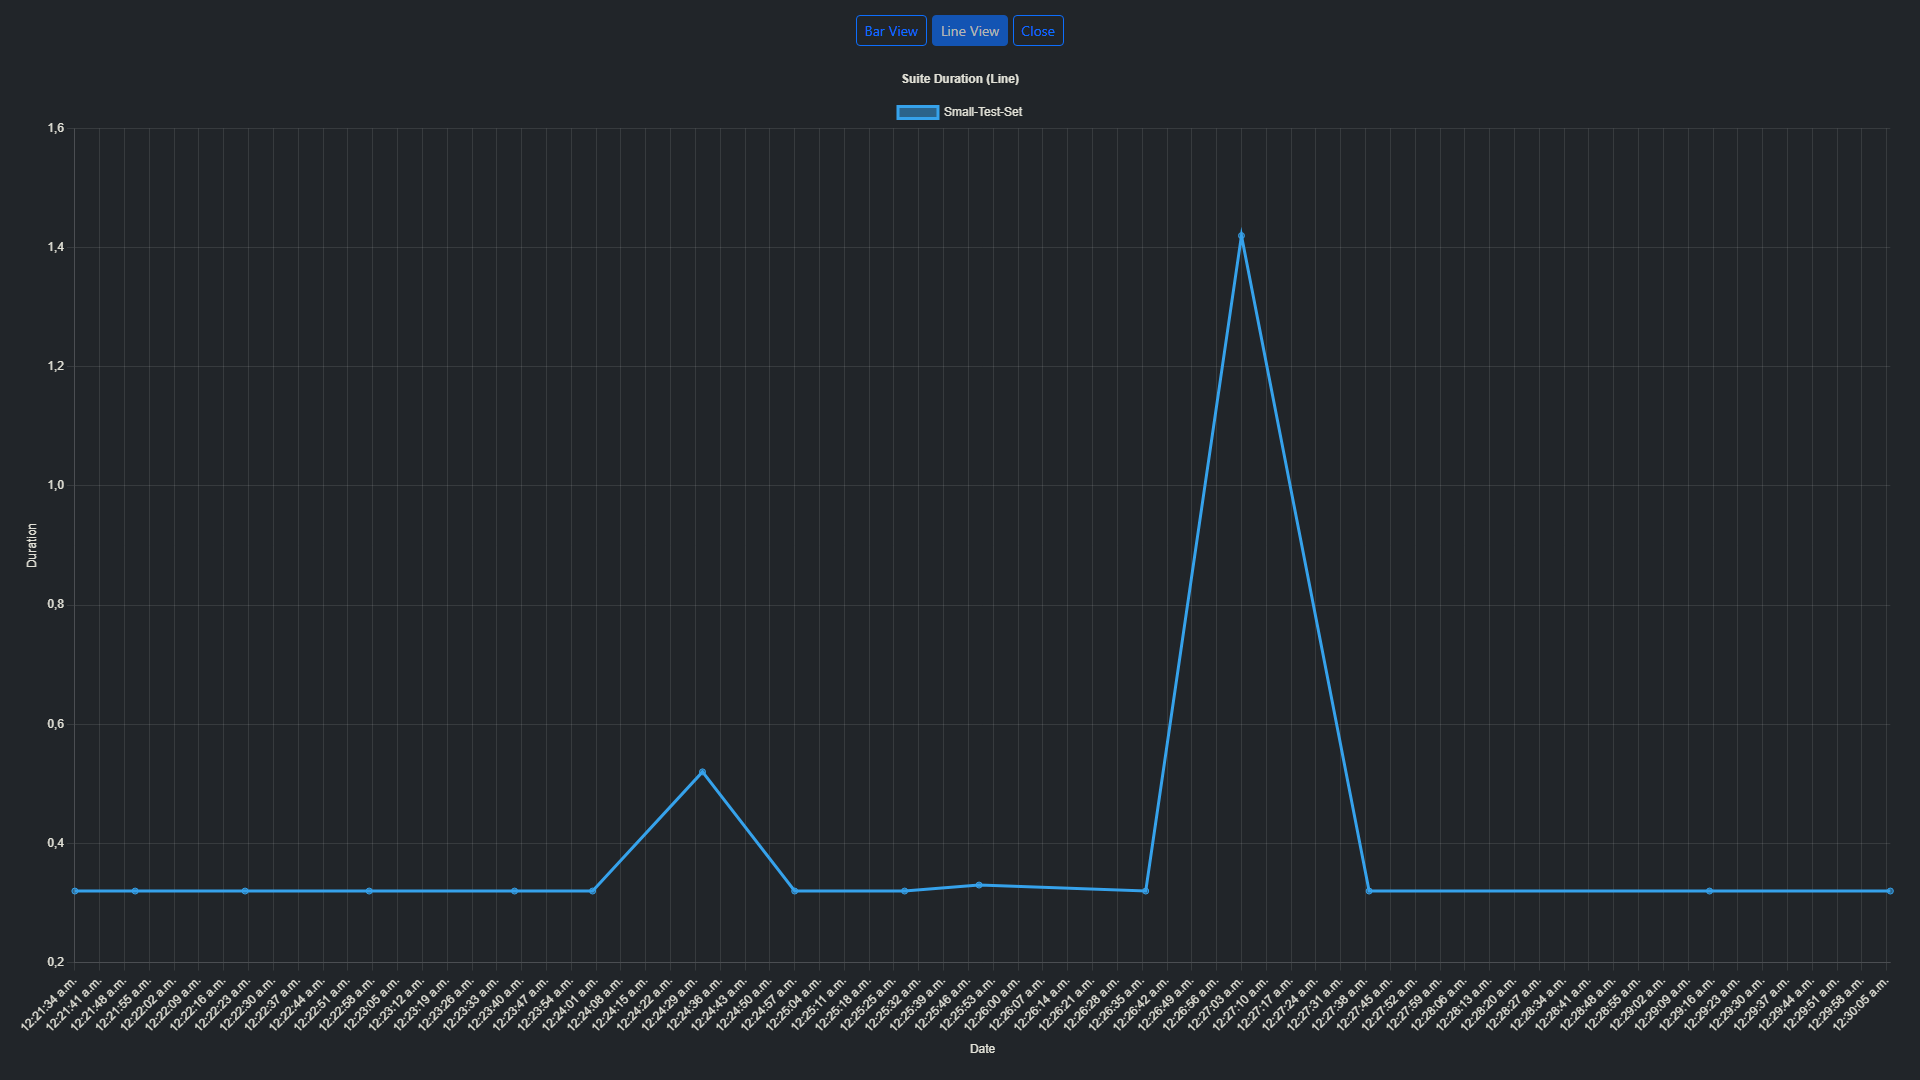 Bar View Line View Close
Suite Duration (Line)
Small-Test-Set
1,6
1,4
1,2
1,0
0,8
0,6
0,4
0,2
Duration
12:21:34 a.m.
12:21:41 a.m.
12:21:48 a.m.
12:21:55 a.m.
12:22:02 a.m.
12:22:09 a.m.
12:22:16 a.m.
12:22:23 a.m.
12:22:30 a.m.
12:22:37 a.m.
12:22:44 a.m.
12:22:51 a.m.
12:22:58 a.m.
12:23:05 a.m.
12:23:12 a.m.
12:23:19 a.m.
12:23:26 a.m.
12:23:33 a.m.
12:23:40 a.m.
12:23:47 a.m.
12:23:54 a.m.
12:24:01 a.m.
12:24:08 a.m.
12:24:15 a.m.
12:24:22 a.m.
12:24:29 a.m.
12:24:36 a.m.
12:24:43 a.m.
12:24:50 a.m.
12:24:57 a.m.
12:25:04 a.m.
12:25:11 a.m.
12:25:18 a.m.
12:25:25 a.m.
12:25:32 a.m.
12:25:39 a.m.
12:25:46 a.m.
12:25:53 a.m.
12:26:00 a.m.
12:26:07 a.m.
12:26:14 a.m.
12:26:21 a.m.
12:26:28 a.m.
12:26:35 a.m.
12:26:42 a.m.
12:26:49 a.m.
12:26:56 a.m.
12:27:03 a.m.
12:27:10 a.m.
12:27:17 a.m.
12:27:24 a.m.
12:27:31 a.m.
12:27:38 a.m.
12:27:45 a.m.
12:27:52 a.m.
12:27:59 a.m.
12:28:06 a.m.
12:28:13 a.m.
12:28:20 a.m.
12:28:27 a.m.
12:28:34 a.m.
12:28:41 a.m.
12:28:48 a.m.
12:28:55 a.m.
12:29:02 a.m.
12:29:09 a.m.
12:29:16 a.m.
12:29:23 a.m.
12:29:30 a.m.
12:29:37 a.m.
12:29:44 a.m.
12:29:51 a.m.
12:29:58 a.m.
12:30:05 a.m.
Date